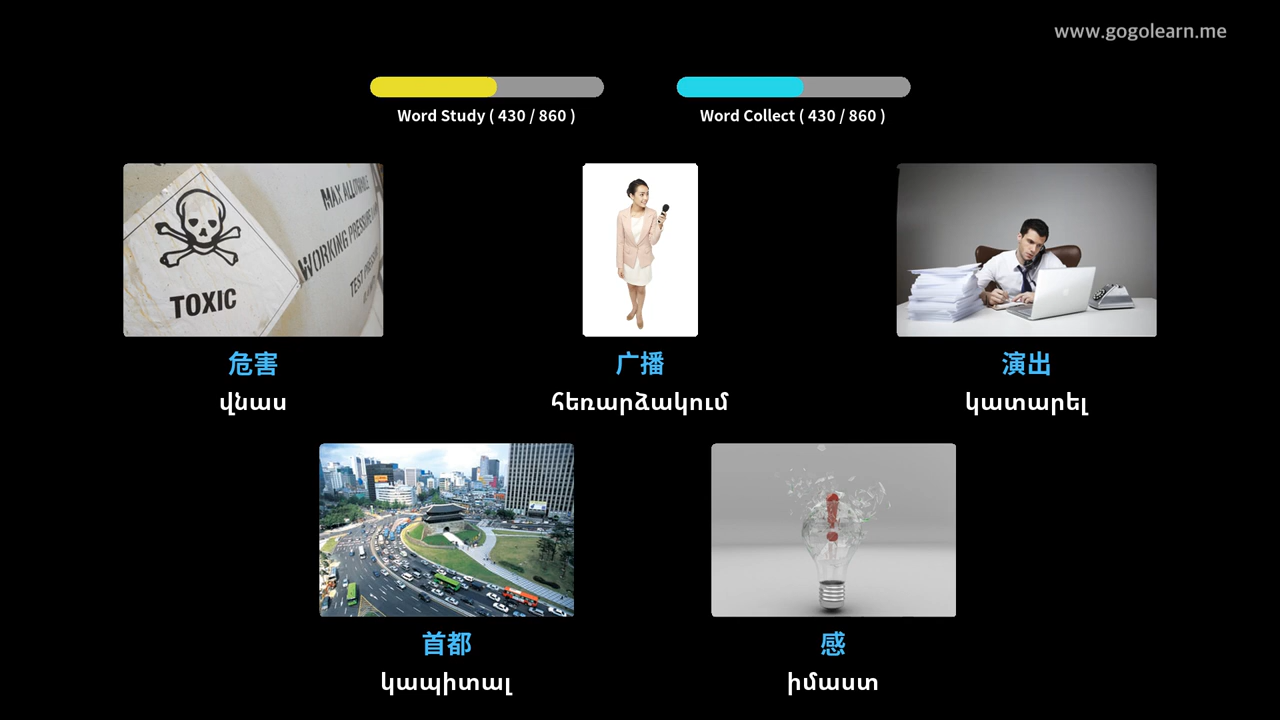 www.gogolearn.me
Word Study ( 430 / 860 )
Word Collect ( 430 / 860 )
TOXIC
MAX ALLOWABLE
WORKING PRESSURE
危害
广播
演出
վնաս
հեռարձակում
կատարել
首都
感
կապիտալ
իմաստ